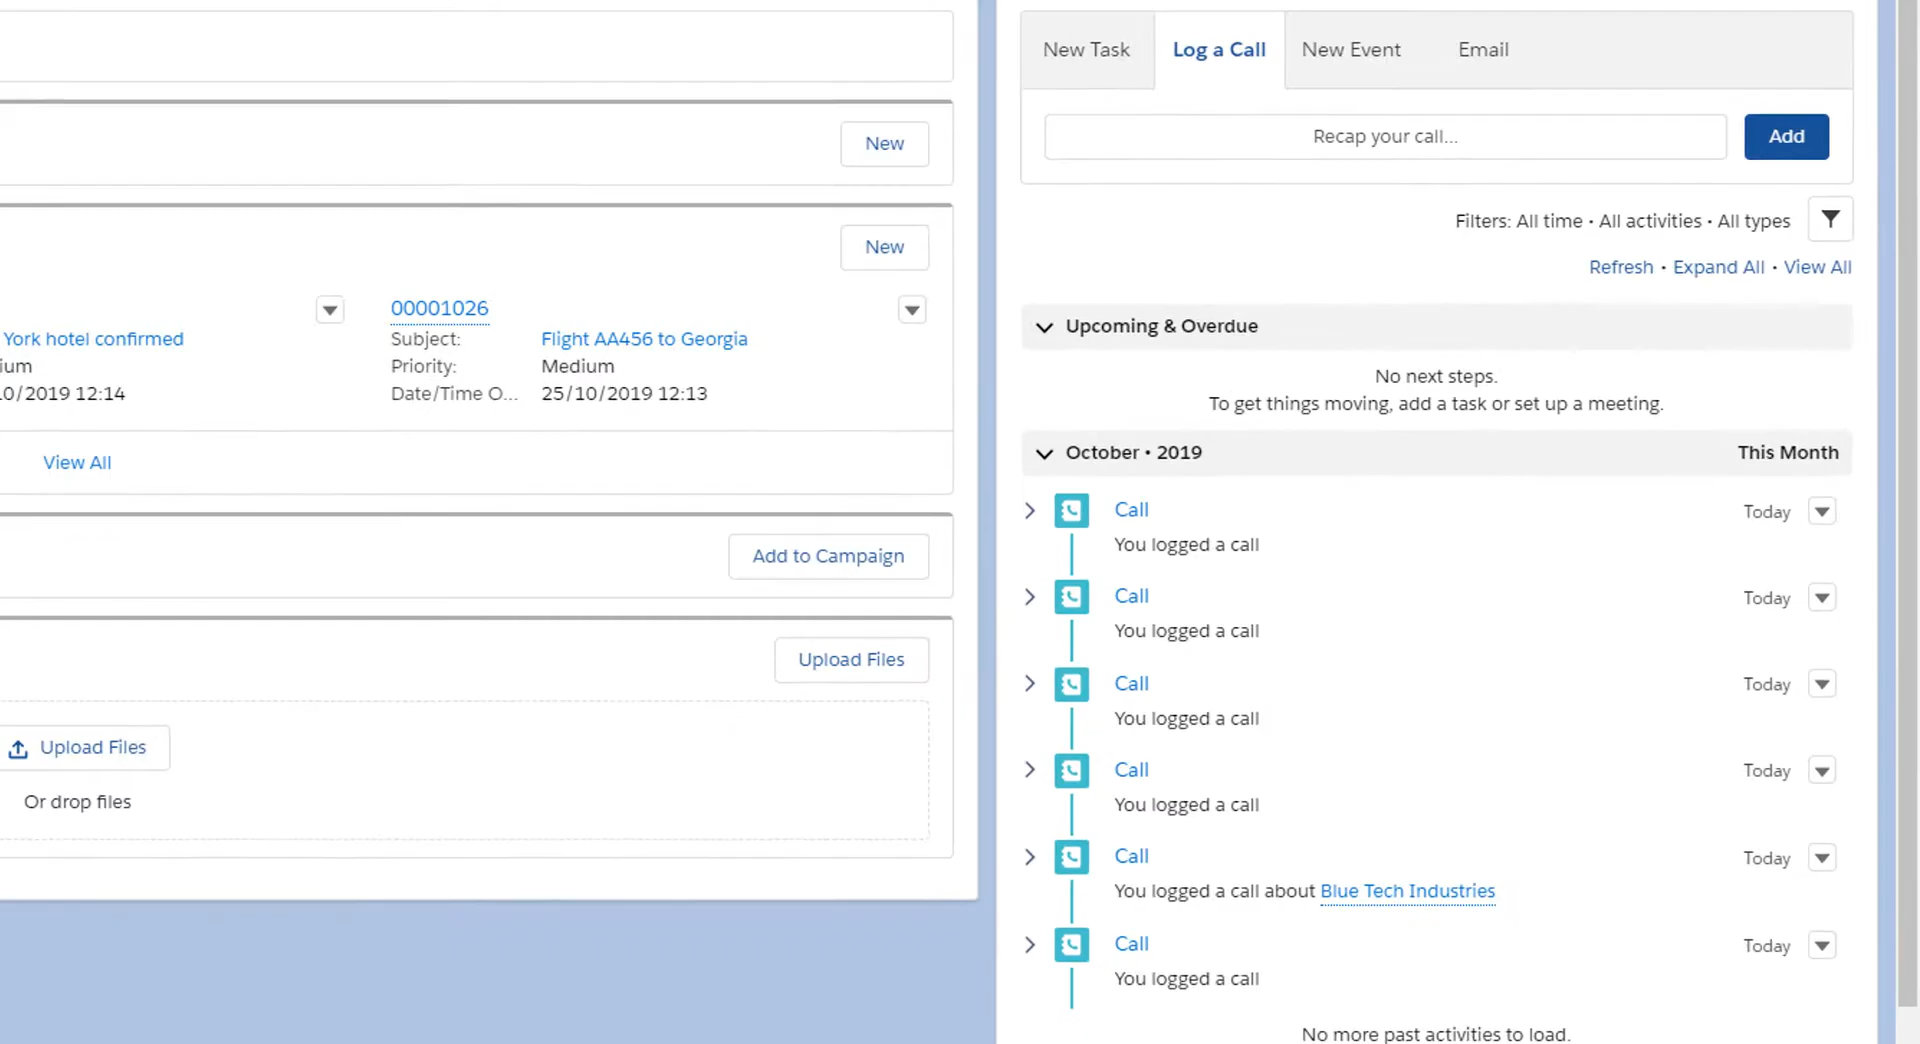 New
New
00001026
York hotel confirmed
Subject: Flight AA456 to Georgia
Priority: Medium
0/2019 12:14
Date/Time O... 25/10/2019 12:13
View All
Add to Campaign
Upload Files
Upload Files
Or drop files
New Task Log a Call New Event Email
Recap your call... Add
Filters: All time • All activities • All types
Refresh • Expand All • View All
Upcoming & Overdue
No next steps.
To get things moving, add a task or set up a meeting.
October • 2019 This Month
Call Today
You logged a call
Call Today
You logged a call
Call Today
You logged a call
Call Today
You logged a call
Call Today
You logged a call about Blue Tech Industries
Call Today
You logged a call
No more past activities to load.